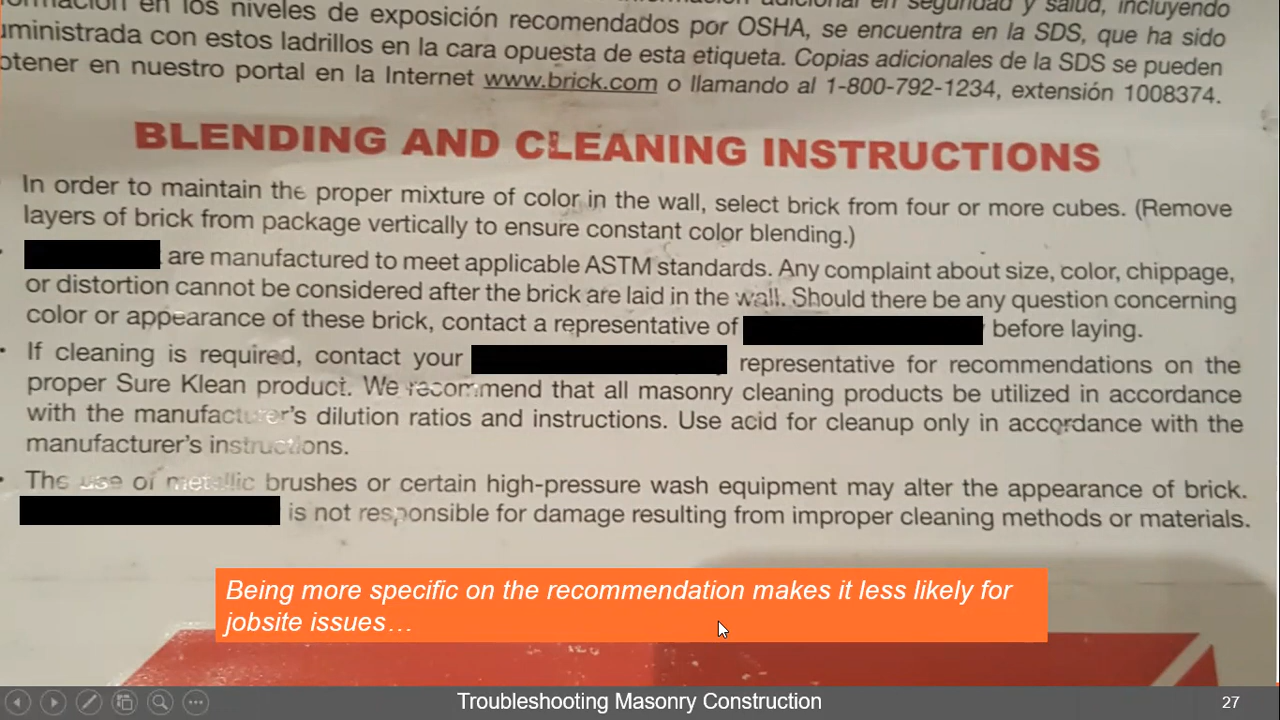 ormación en los niveles de exposición recomendados por OSHA, se encuentra en la SDS, que ha sido
ministrada con estos ladrillos en la cara opuesta de esta etiqueta. Copias adicionales de la SDS se pueden
btener en nuestro portal en la Internet www.brick.com o llamando al 1-800-792-1234, extensión 1008374.
BLENDING AND CLEANING INSTRUCTIONS
In order to maintain the proper mixture of color in the wall, select brick from four or more cubes. (Remove
layers of brick from package vertically to ensure constant color blending.)
• are manufactured to meet applicable ASTM standards. Any complaint about size, color, chippage,
or distortion cannot be considered after the brick are laid in the wall. Should there be any question concerning
color or appearance of these brick, contact a representative of before laying.
• If cleaning is required, contact your representative for recommendations on the
proper Sure Klean product. We recommend that all masonry cleaning products be utilized in accordance
with the manufacturer's dilution ratios and instructions. Use acid for cleanup only in accordance with the
manufacturer's instructions.
• The use of metallic brushes or certain high-pressure wash equipment may alter the appearance of brick.
is not responsible for damage resulting from improper cleaning methods or materials.
Being more specific on the recommendation makes it less likely for
jobsite issues…
Troubleshooting Masonry Construction
27